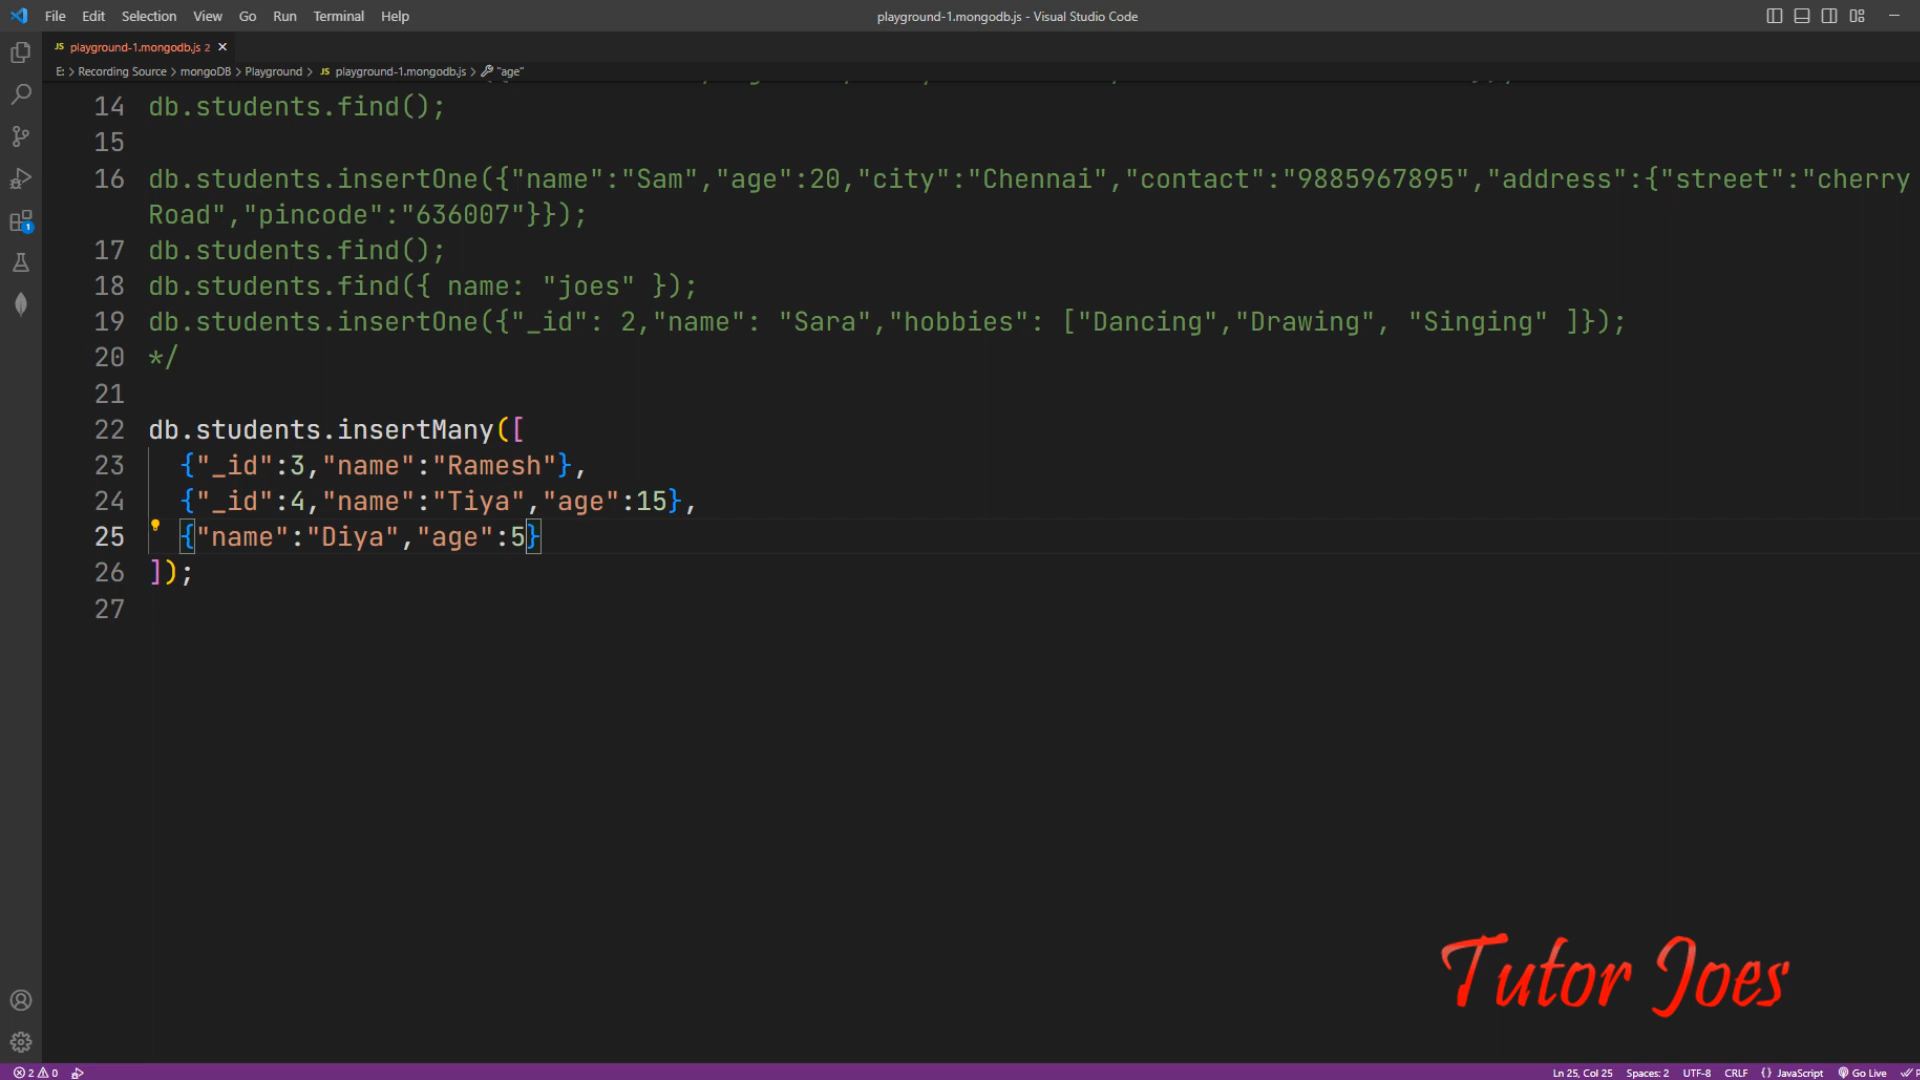 File Edit Selection View Go Run Terminal Help
playground-1.mongodb.js - Visual Studio Code
JS playground-1.mongodb.js 2 ×
E: > Recording Source > mongoDB > Playground > JS playground-1.mongodb.js > "age"
14 db.students.find();
15
16 db.students.insertOne({"name":"Sam","age":20,"city":"Chennai","contact":"9885967895","address":{"street":"cherry
Road","pincode":"636007"}});
17 db.students.find();
18 db.students.find({ name: "joes" });
19 db.students.insertOne({"_id": 2,"name": "Sara","hobbies": ["Dancing","Drawing", "Singing" ]});
20 */
21
22 db.students.insertMany([
23 {"_id":3,"name":"Ramesh"},
24 {"_id":4,"name":"Tiya","age":15},
25 {"name":"Diya","age":5}
26 ]);
27
1
Tutor Joes
2 0
Ln 25, Col 25 Spaces: 2 UTF-8 CRLF {} JavaScript Go Live